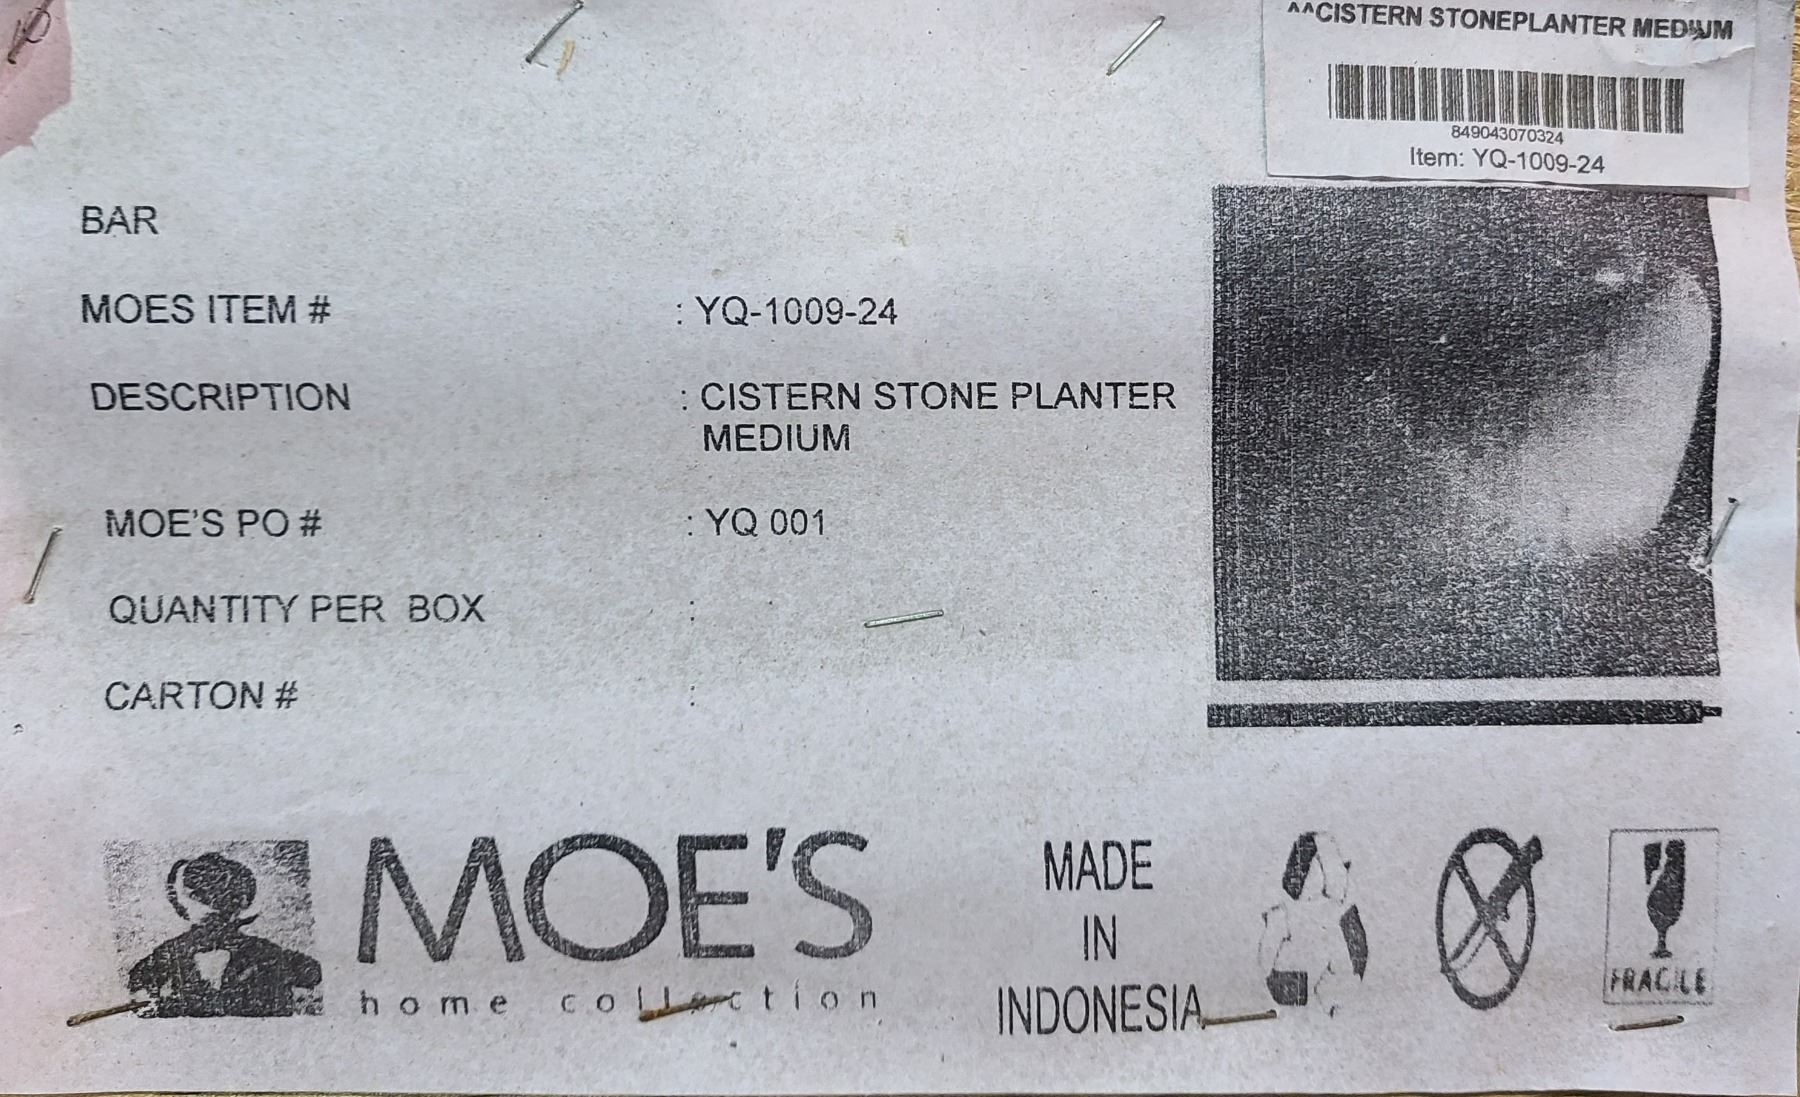 ^^CISTERN STONEPLANTER MEDIUM
849043070324
Item: YQ-1009-24
BAR
MOES ITEM # : YQ-1009-24
DESCRIPTION : CISTERN STONE PLANTER
MEDIUM
MOE'S PO # : YQ 001
QUANTITY PER BOX :
CARTON # :
MOE'S
home collection
MADE
IN
INDONESIA
FRAGILE